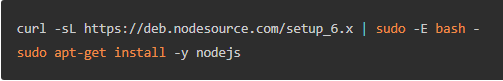 curl -sL https://deb.nodesource.com/setup_6.x | sudo -E bash -
sudo apt-get install -y nodejs